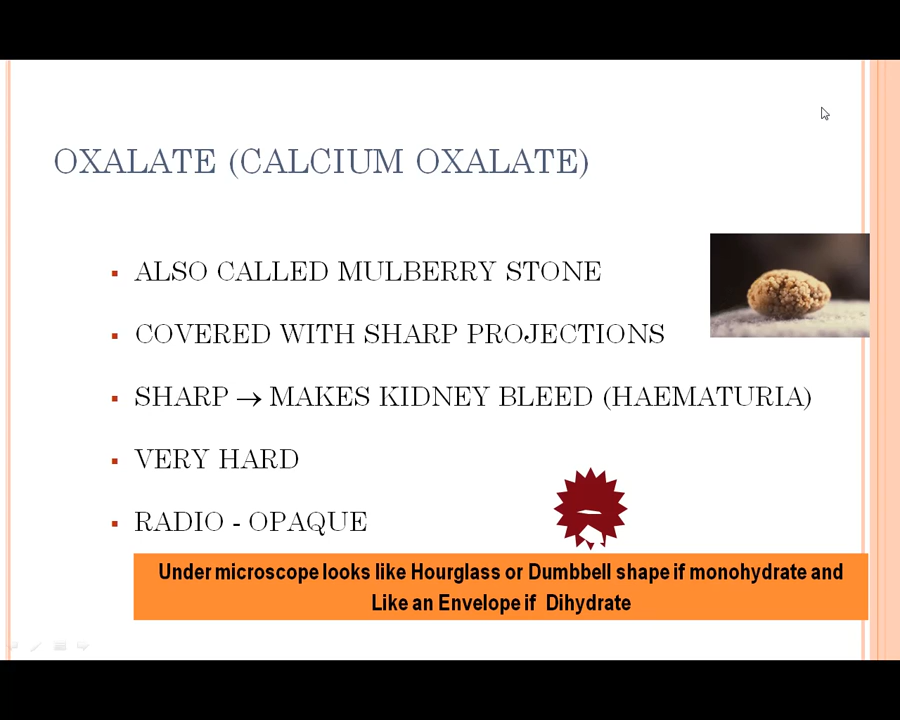 OXALATE (CALCIUM OXALATE)
▪ ALSO CALLED MULBERRY STONE
▪ COVERED WITH SHARP PROJECTIONS
▪ SHARP → MAKES KIDNEY BLEED (HAEMATURIA)
▪ VERY HARD
▪ RADIO - OPAQUE
Under microscope looks like Hourglass or Dumbbell shape if monohydrate and
Like an Envelope if Dihydrate